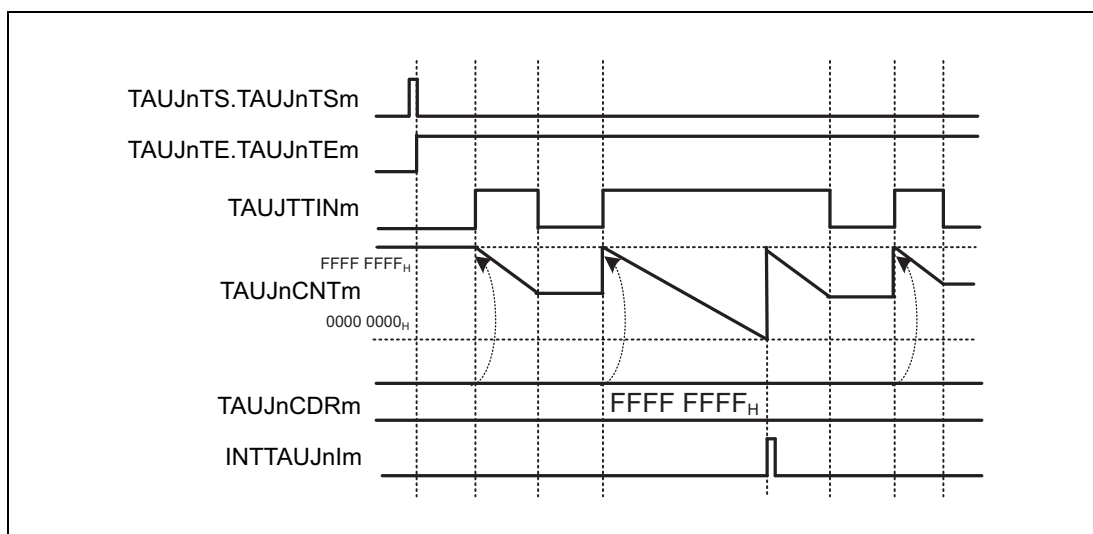 TAUJnTS.TAUJnTSm
TAUJnTE.TAUJnTEm
TAUJTTINm
FFFF FFFFH
TAUJnCNTm
0000 0000H
TAUJnCDRm
FFFF FFFFH
INTTAUJnIm